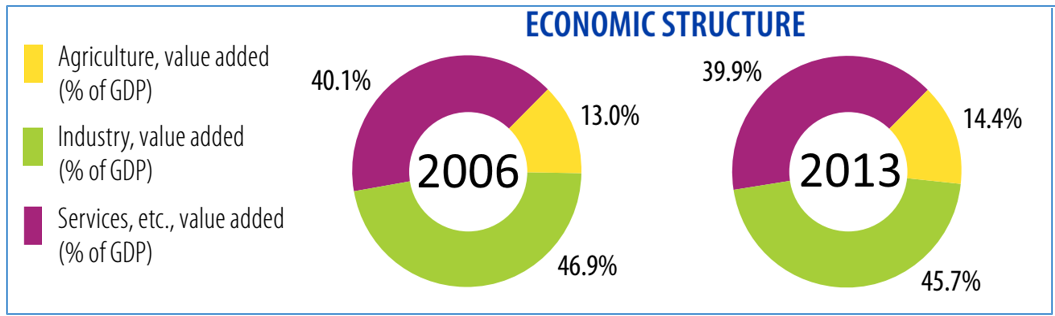 ECONOMIC STRUCTURE
Agriculture, value added
(% of GDP)
Industry, value added
(% of GDP)
Services, etc., value added
(% of GDP)
40.1%
13.0%
2006
46.9%
39.9%
14.4%
2013
45.7%